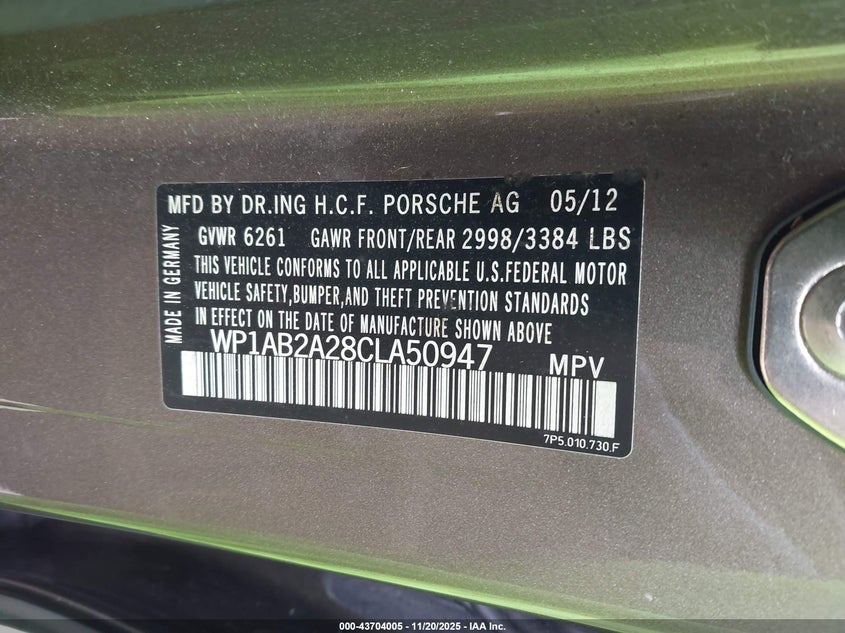 MFD BY DR.ING H.C.F. PORSCHE AG 05/12
GVWR 6261 GAWR FRONT/REAR 2998/3384 LBS
THIS VEHICLE CONFORMS TO ALL APPLICABLE U.S.FEDERAL MOTOR
VEHICLE SAFETY,BUMPER,AND THEFT PREVENTION STANDARDS
IN EFFECT ON THE DATE OF MANUFACTURE SHOWN ABOVE
MADE IN GERMANY
WP1AB2A28CLA50947 MPV
7P5.010.730.F
000-43704005 — 11/20/2025 — IAA Inc.